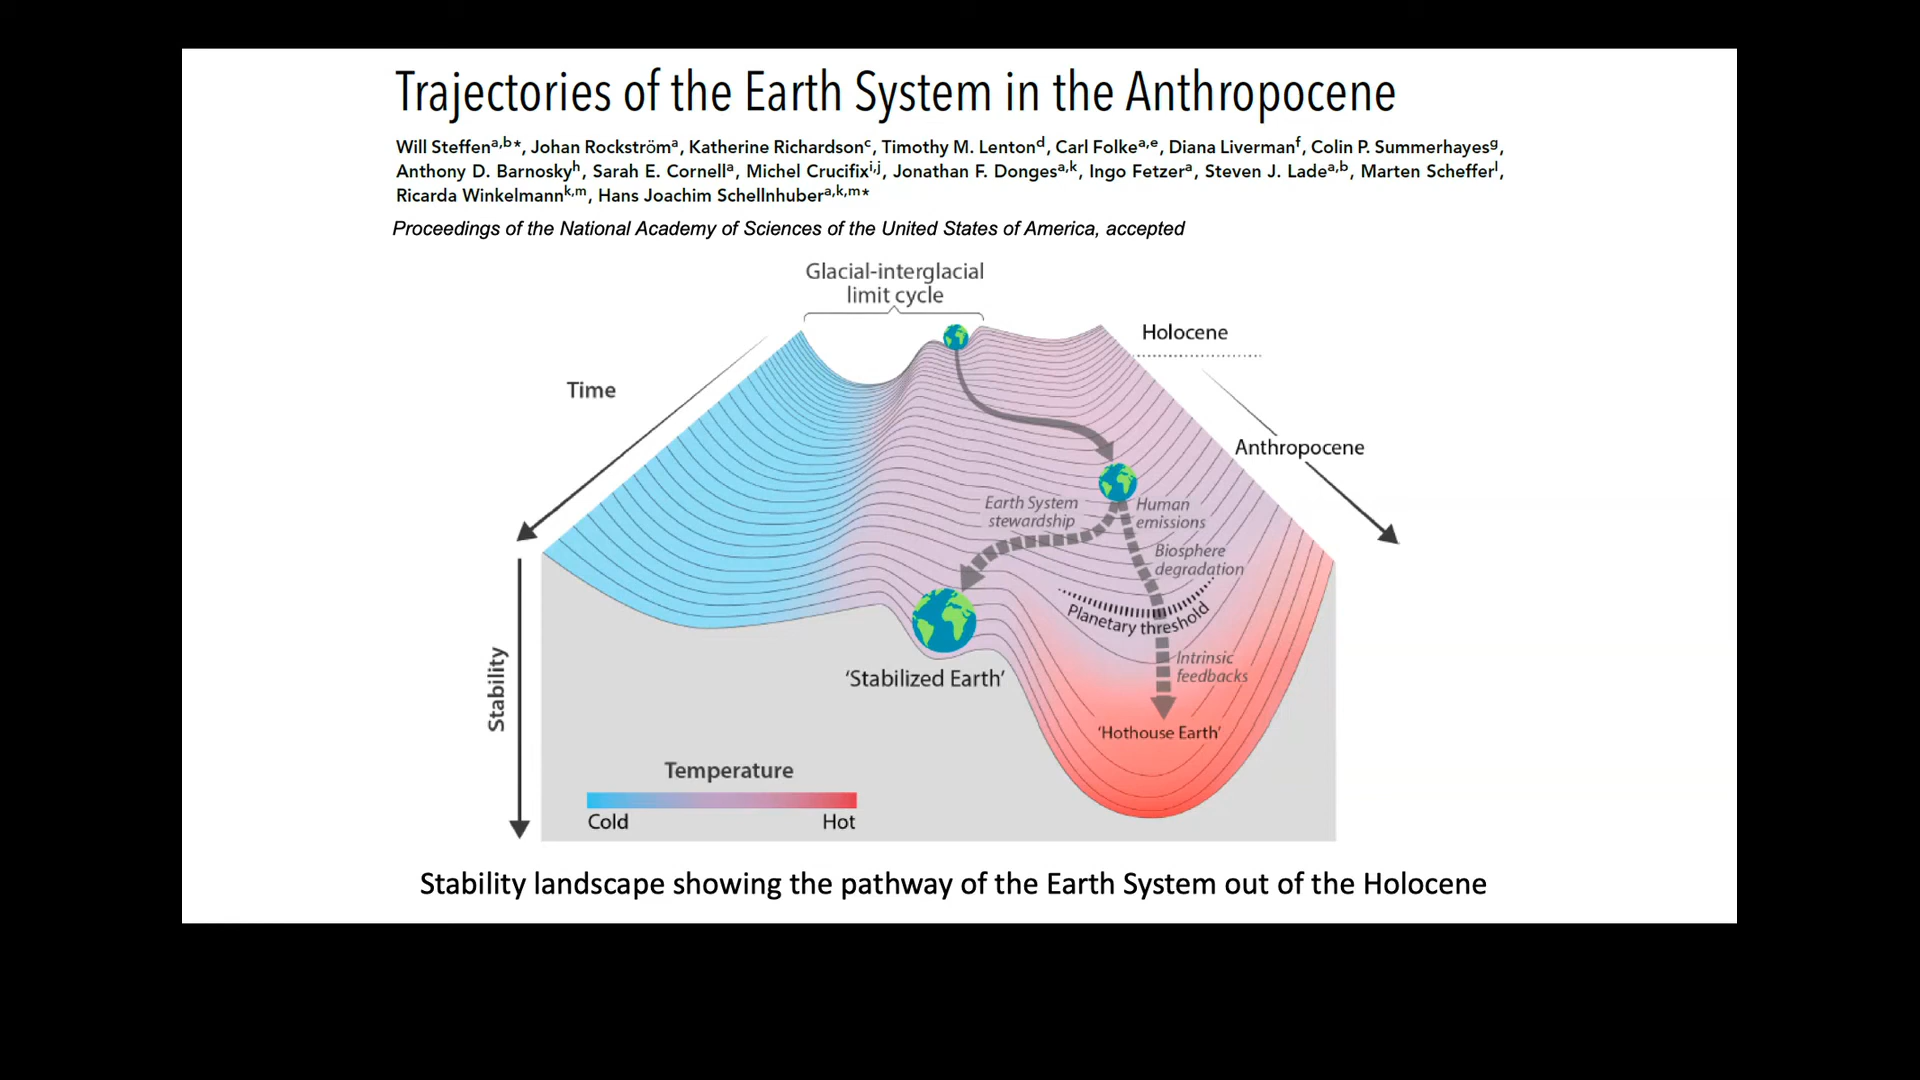 Trajectories of the Earth System in the Anthropocene
Will Steffenᵃ,ᵇ*, Johan Rockströmᵃ, Katherine Richardsonᶜ, Timothy M. Lentonᵈ, Carl Folkeᵃ,ᵉ, Diana Livermanᶠ, Colin P. Summerhayesᵍ,
Anthony D. Barnoskyʰ, Sarah E. Cornellᵃ, Michel Crucifixⁱ,ʲ, Jonathan F. Dongesᵃ,ᵏ, Ingo Fetzerᵃ, Steven J. Ladeᵃ,ᵇ, Marten Schefferˡ,
Ricarda Winkelmannᵏ,ᵐ, Hans Joachim Schellnhuberᵃ,ᵏ,ᵐ*
Proceedings of the National Academy of Sciences of the United States of America, accepted
Glacial-interglacial
limit cycle
Holocene
Time
Anthropocene
Earth System
stewardship
Human
emissions
Biosphere
degradation
Planetary threshold
Stability
'Stabilized Earth'
Intrinsic
feedbacks
'Hothouse Earth'
Temperature
Cold
Hot
Stability landscape showing the pathway of the Earth System out of the Holocene